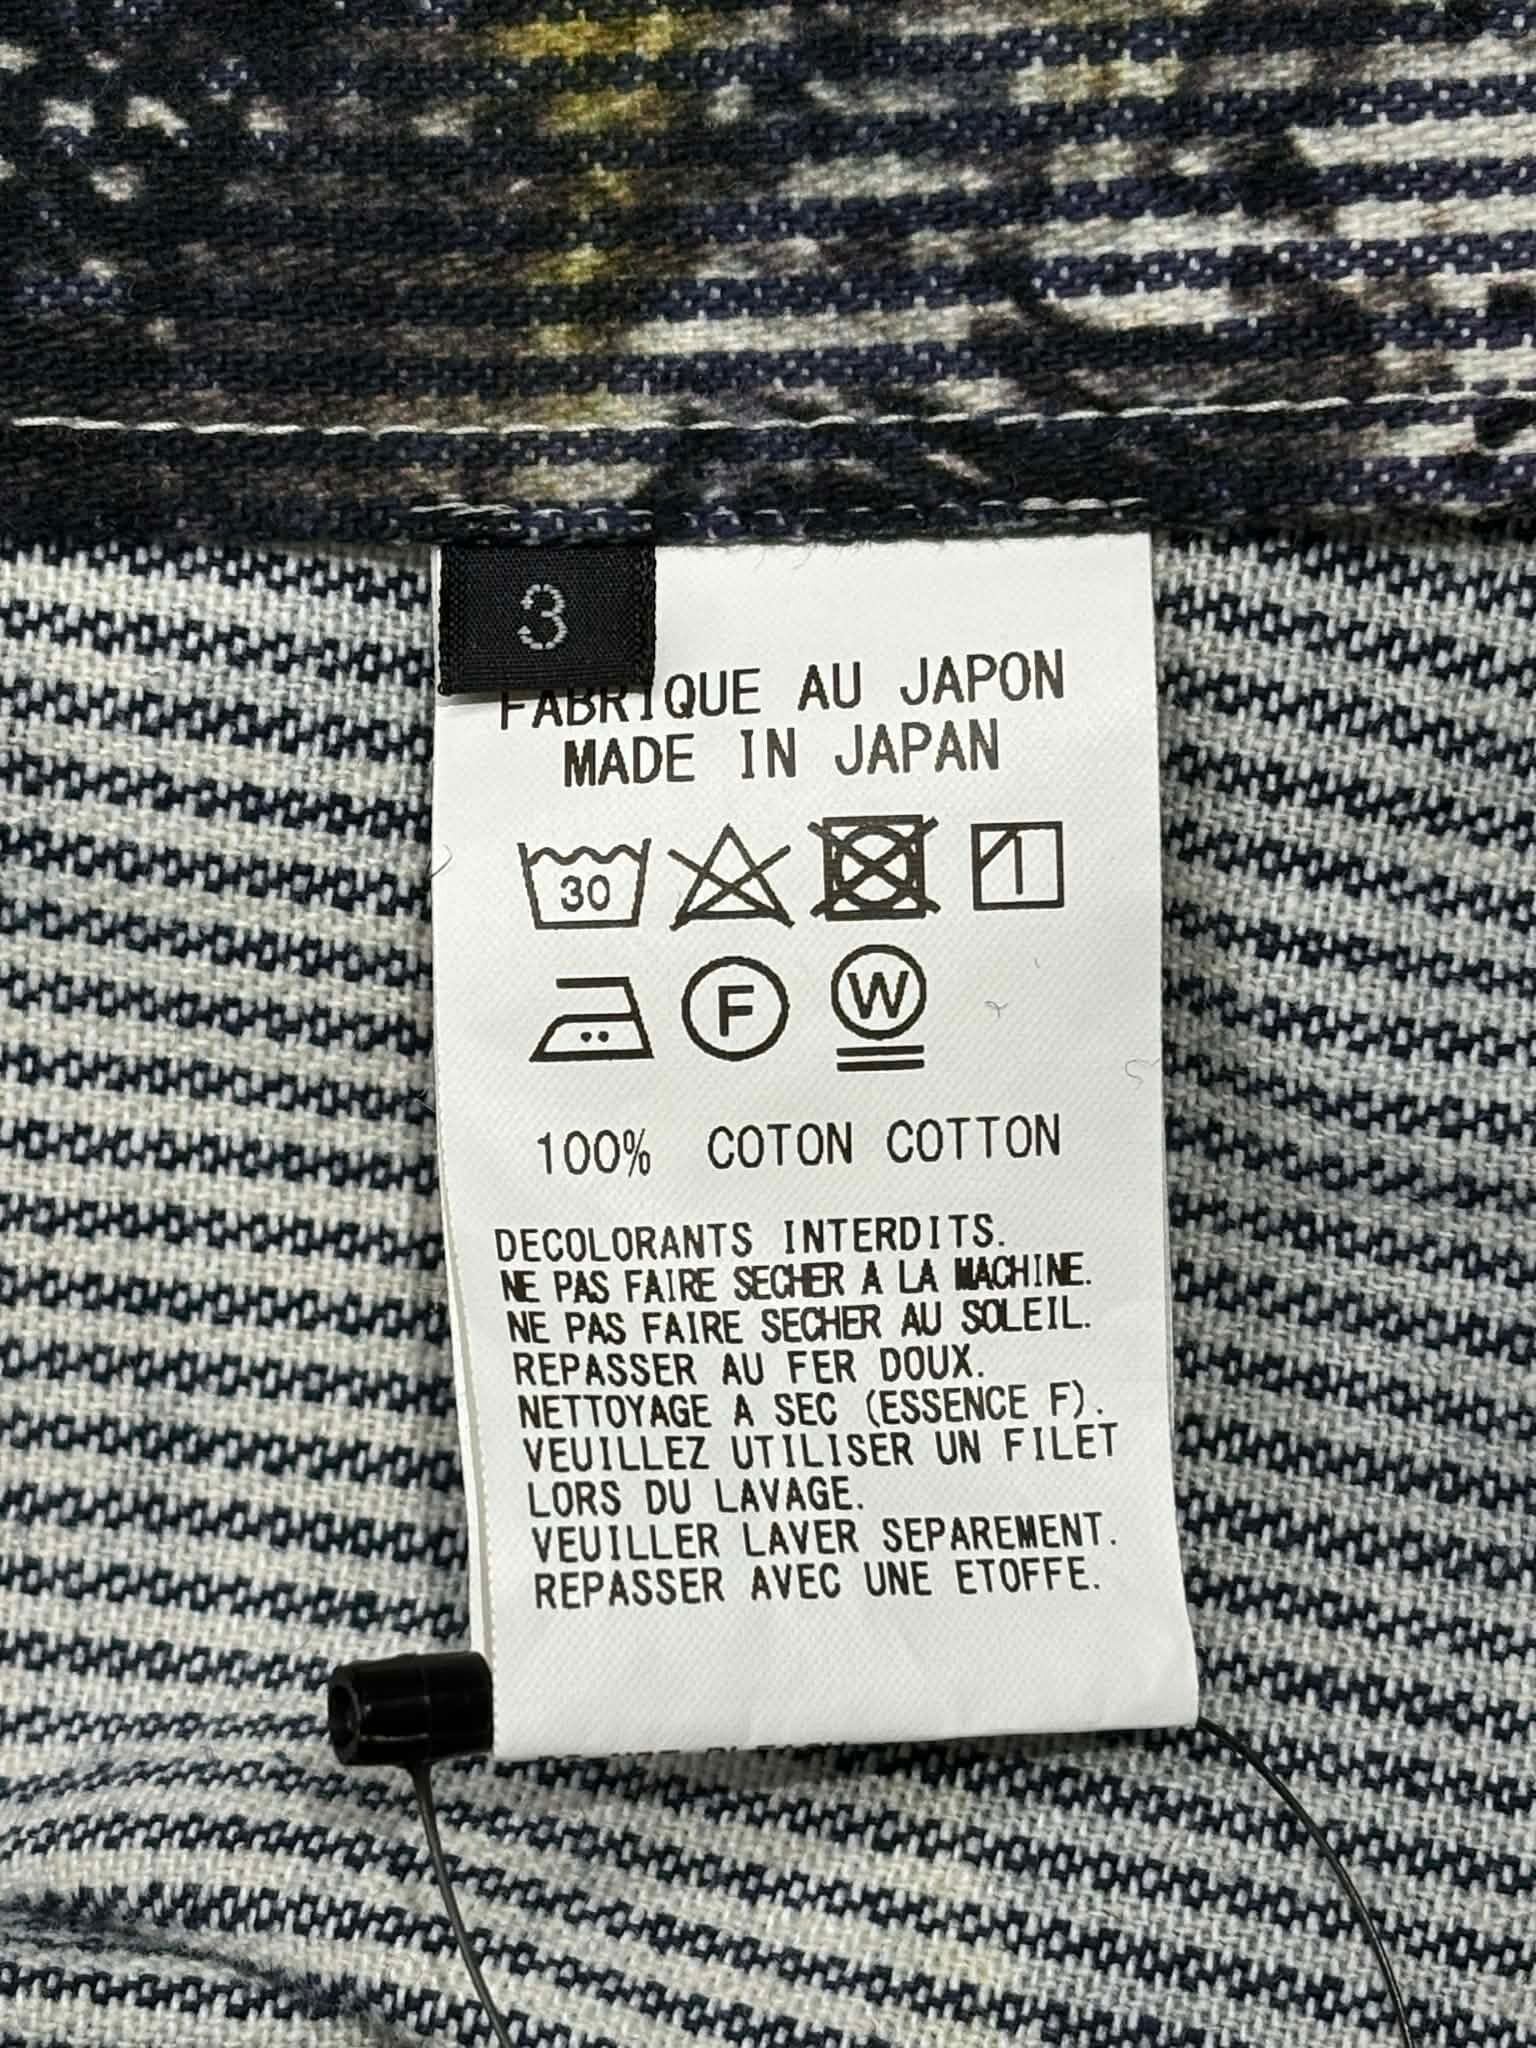 3
FABRIQUE AU JAPON
MADE IN JAPAN
30
F
W
100% COTON COTTON
DECOLORANTS INTERDITS.
NE PAS FAIRE SECHER A LA MACHINE.
NE PAS FAIRE SECHER AU SOLEIL.
REPASSER AU FER DOUX.
NETTOYAGE A SEC (ESSENCE F).
VEUILLEZ UTILISER UN FILET
LORS DU LAVAGE.
VEUILLER LAVER SEPAREMENT.
REPASSER AVEC UNE ETOFFE.